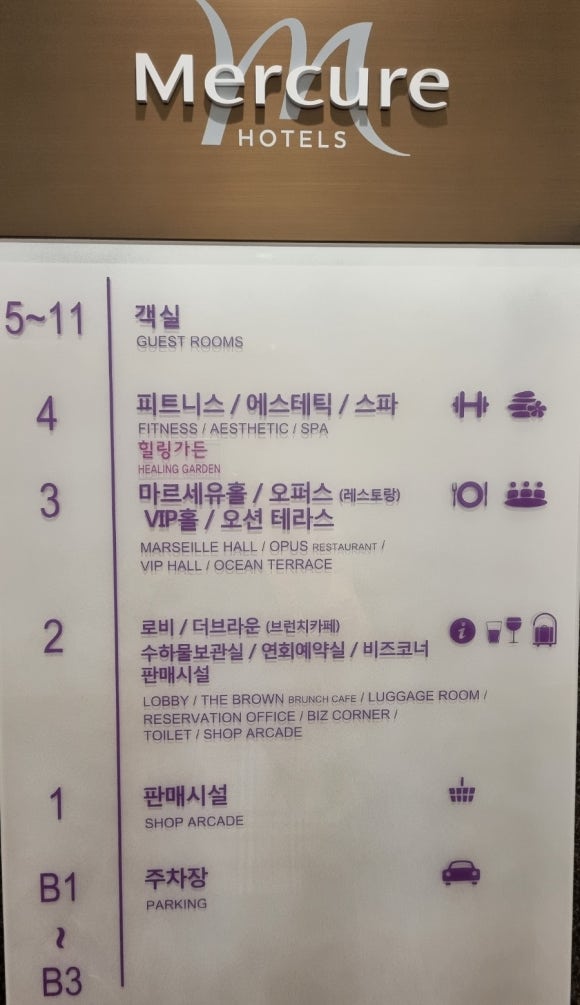 Mercure
HOTELS
5~11
객실
GUEST ROOMS
4
피트니스 / 에스테틱 / 스파
FITNESS / AESTHETIC / SPA
힐링가든
HEALING GARDEN
3
마르세유홀 / 오퍼스 (레스토랑)
VIP홀 / 오션 테라스
MARSEILLE HALL / OPUS RESTAURANT /
VIP HALL / OCEAN TERRACE
2
로비 / 더브라운 (브런치카페)
수하물보관실 / 연회예약실 / 비즈코너
판매시설
LOBBY / THE BROWN BRUNCH CAFE / LUGGAGE ROOM /
RESERVATION OFFICE / BIZ CORNER /
TOILET / SHOP ARCADE
1
판매시설
SHOP ARCADE
B1
~
B3
주차장
PARKING